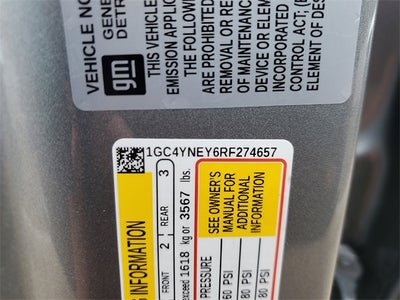 VEHICLE NO
GENE
DETR
gm
THIS VEH
EMISSION APPLIC
THE FOLLOW
ARE PROHIBITED
REMOVAL OR RE
OF MAINTENANC
DEVICE OR ELEM
INCORPORATED
CONTROL ACT; (B
ELEMENT OF DES
1GC4YNEY6RF274657
G INFORMATION
FRONT 2 REAR 3
exceed 1618 kg or 3567 lbs.
SEE OWNER'S
MANUAL FOR
ADDITIONAL
INFORMATION
PRESSURE
60 PSI
80 PSI
80 PSI